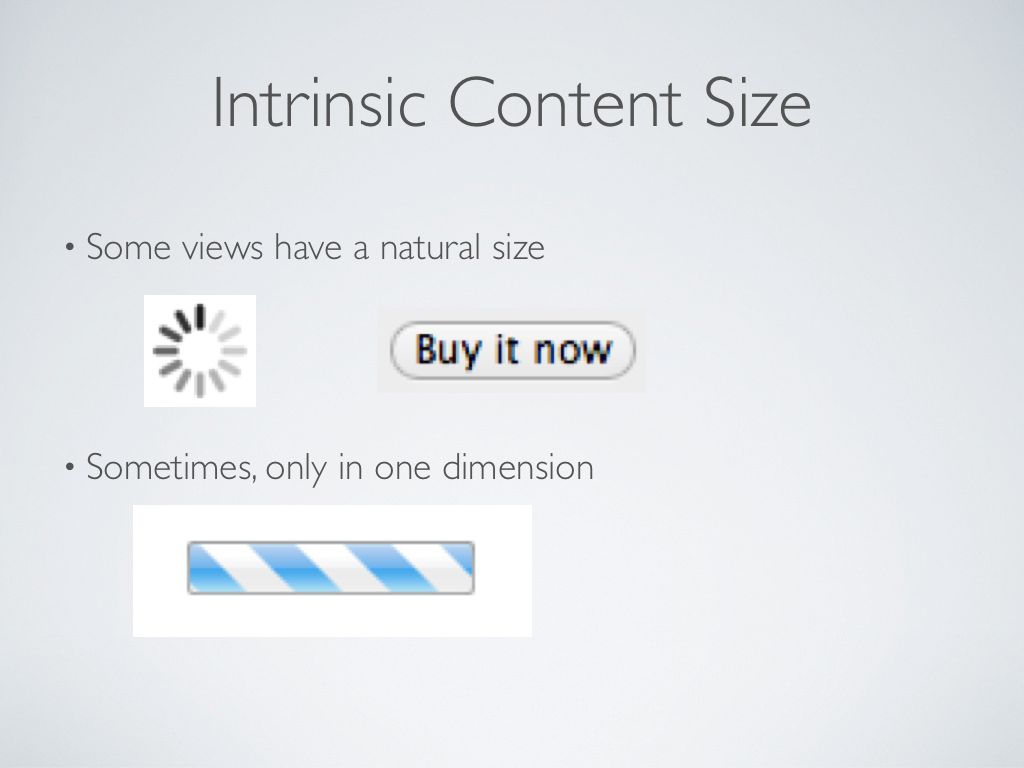 Intrinsic Content Size
• Some views have a natural size
Buy it now
• Sometimes, only in one dimension